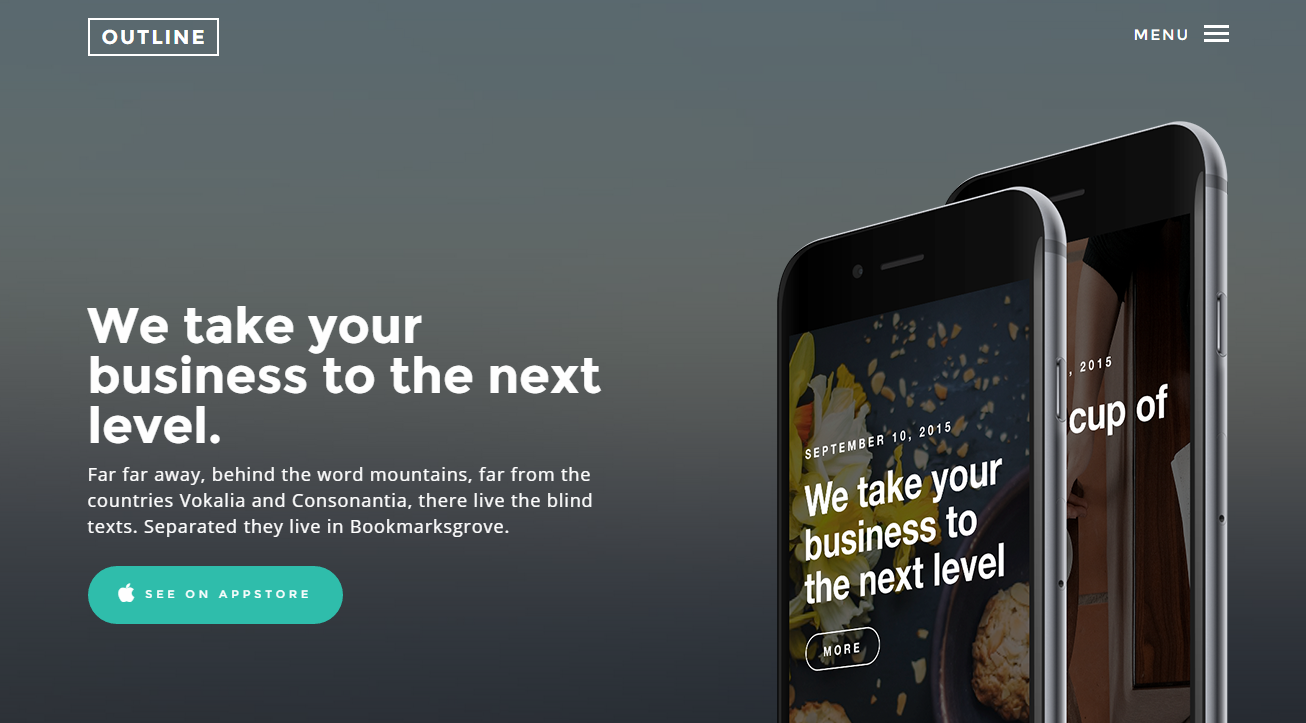 OUTLINE
MENU
We take your
business to the next
level.
Far far away, behind the word mountains, far from the
countries Vokalia and Consonantia, there live the blind
texts. Separated they live in Bookmarksgrove.
SEE ON APPSTORE
SEPTEMBER 10, 2015
We take your
business to
the next level
MORE
, 2015
cup of